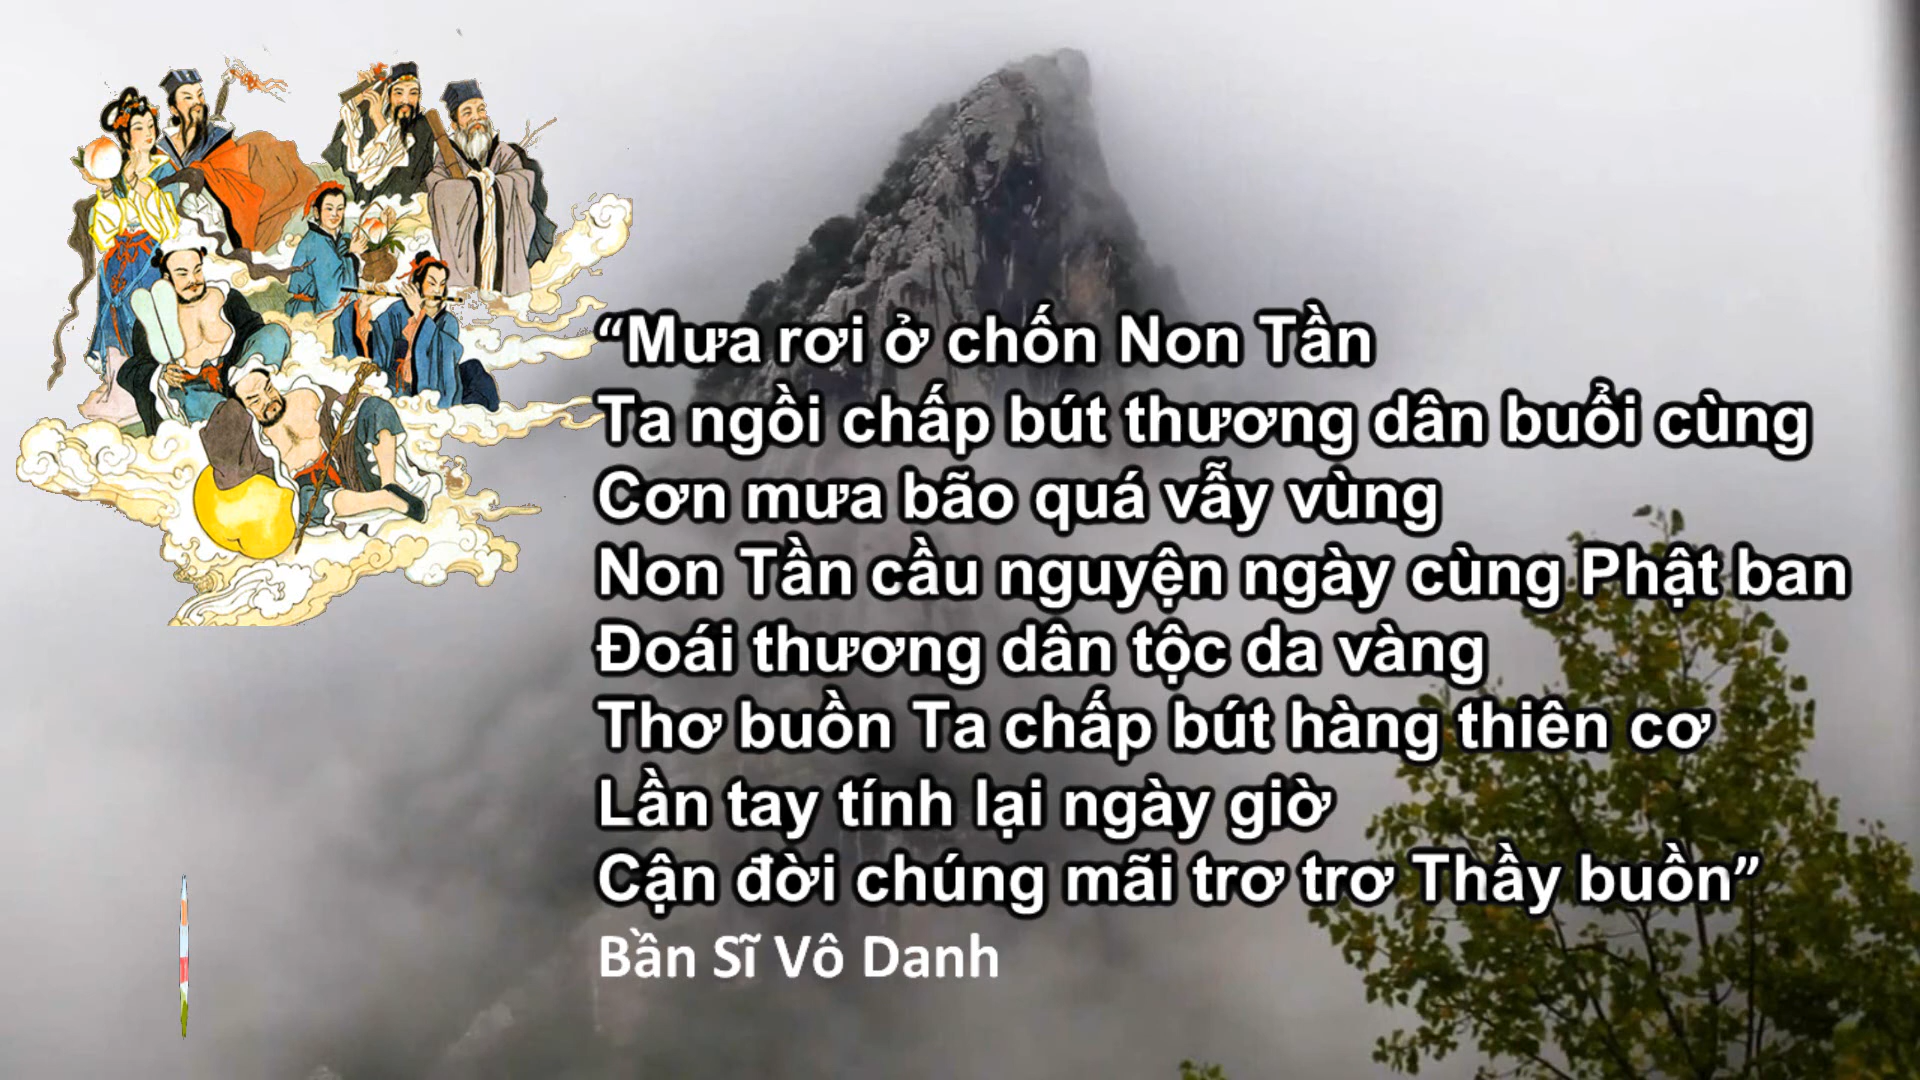 “Mưa rơi ở chốn Non Tần
Ta ngồi chấp bút thương dân buổi cùng
Cơn mưa bão quá vẫy vùng
Non Tần cầu nguyện ngày cùng Phật ban
Đoái thương dân tộc da vàng
Thơ buồn Ta chấp bút hàng thiên cơ
Lần tay tính lại ngày giờ
Cận đời chúng mãi trơ trơ Thầy buồn”
Bần Sĩ Vô Danh